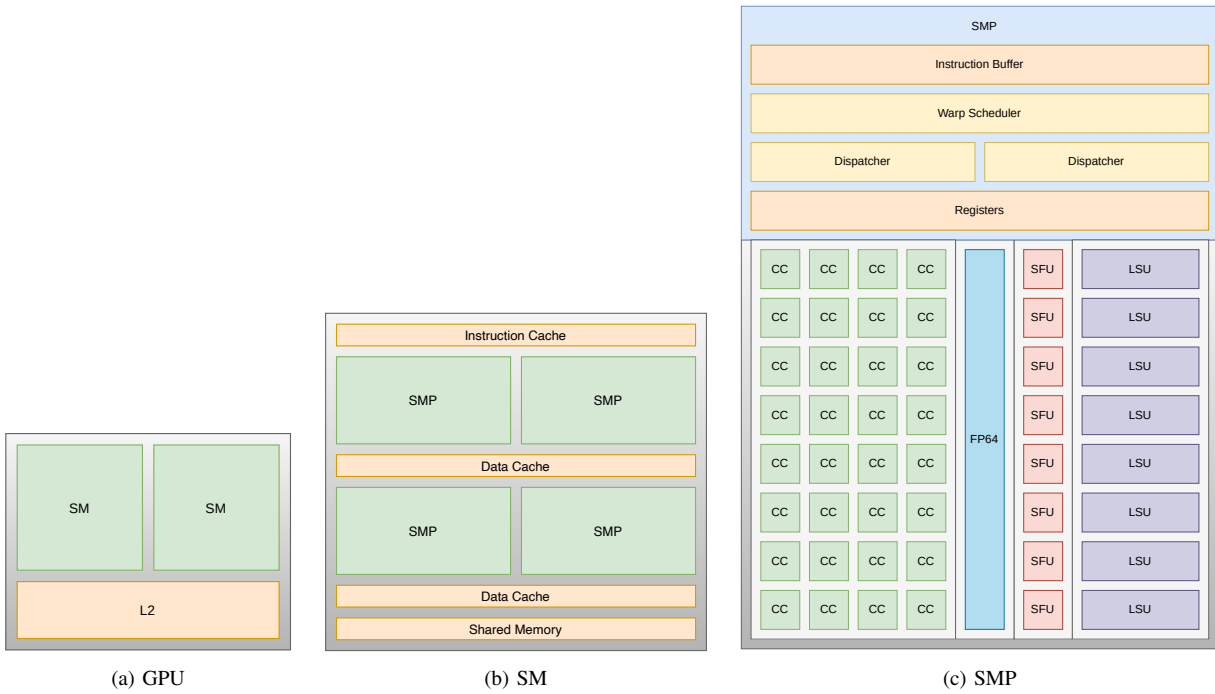 SM SM
L2
(a) GPU
Instruction Cache
SMP SMP
Data Cache
SMP SMP
Data Cache
Shared Memory
(b) SM
SMP
Instruction Buffer
Warp Scheduler
Dispatcher Dispatcher
Registers
CC CC CC CC SFU LSU
CC CC CC CC SFU LSU
CC CC CC CC SFU LSU
CC CC CC CC SFU LSU
FP64
CC CC CC CC SFU LSU
CC CC CC CC SFU LSU
CC CC CC CC SFU LSU
CC CC CC CC SFU LSU
(c) SMP